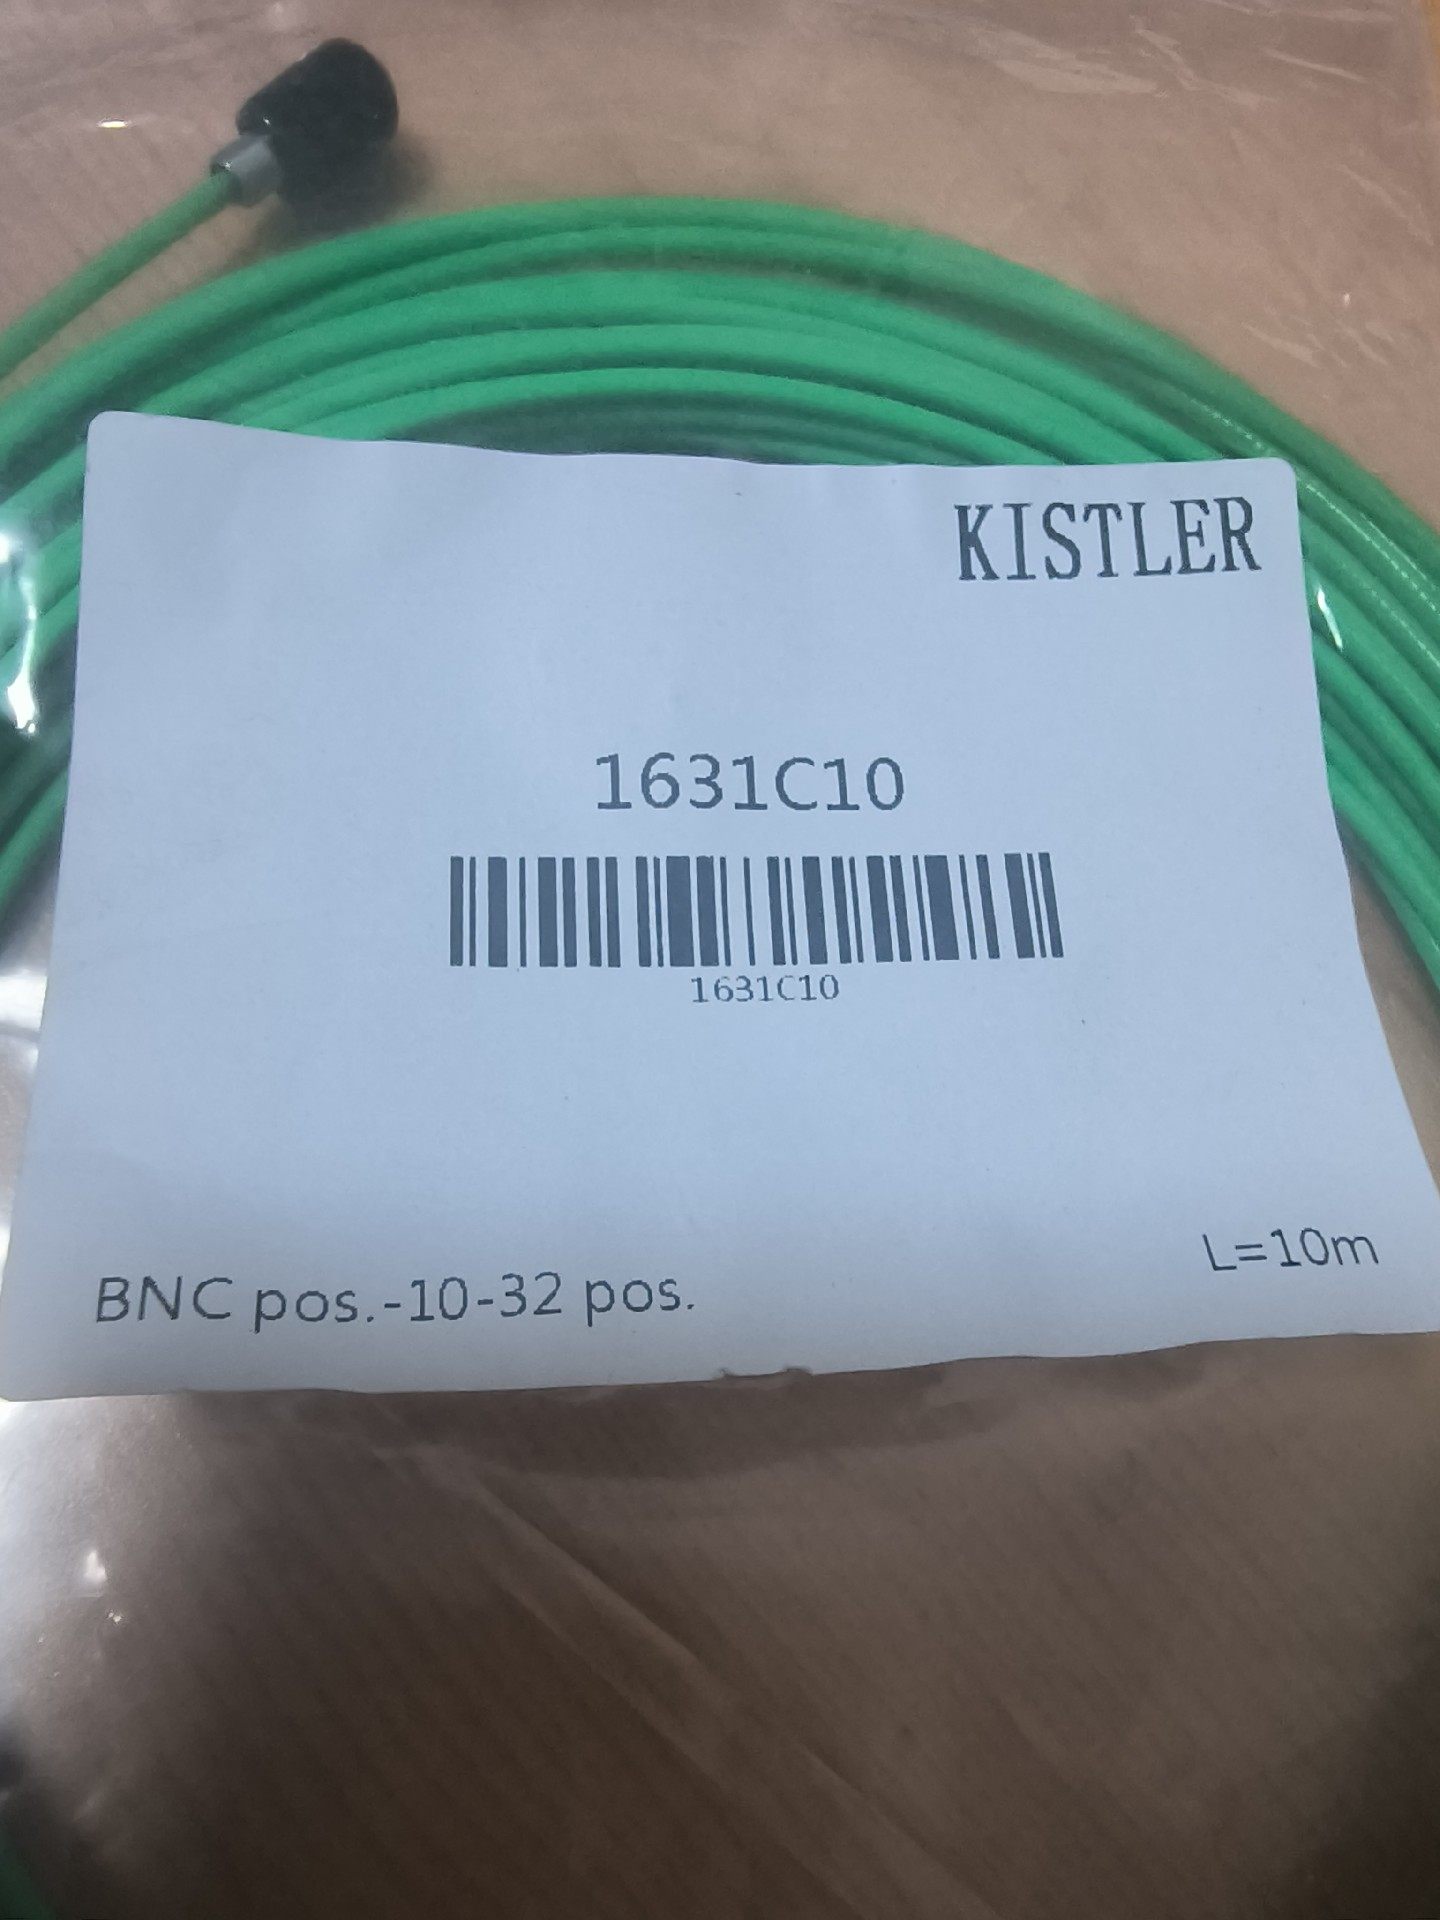 KISTLER
1631C10
1631C10
L=10m
BNC pos.-10-32 pos.